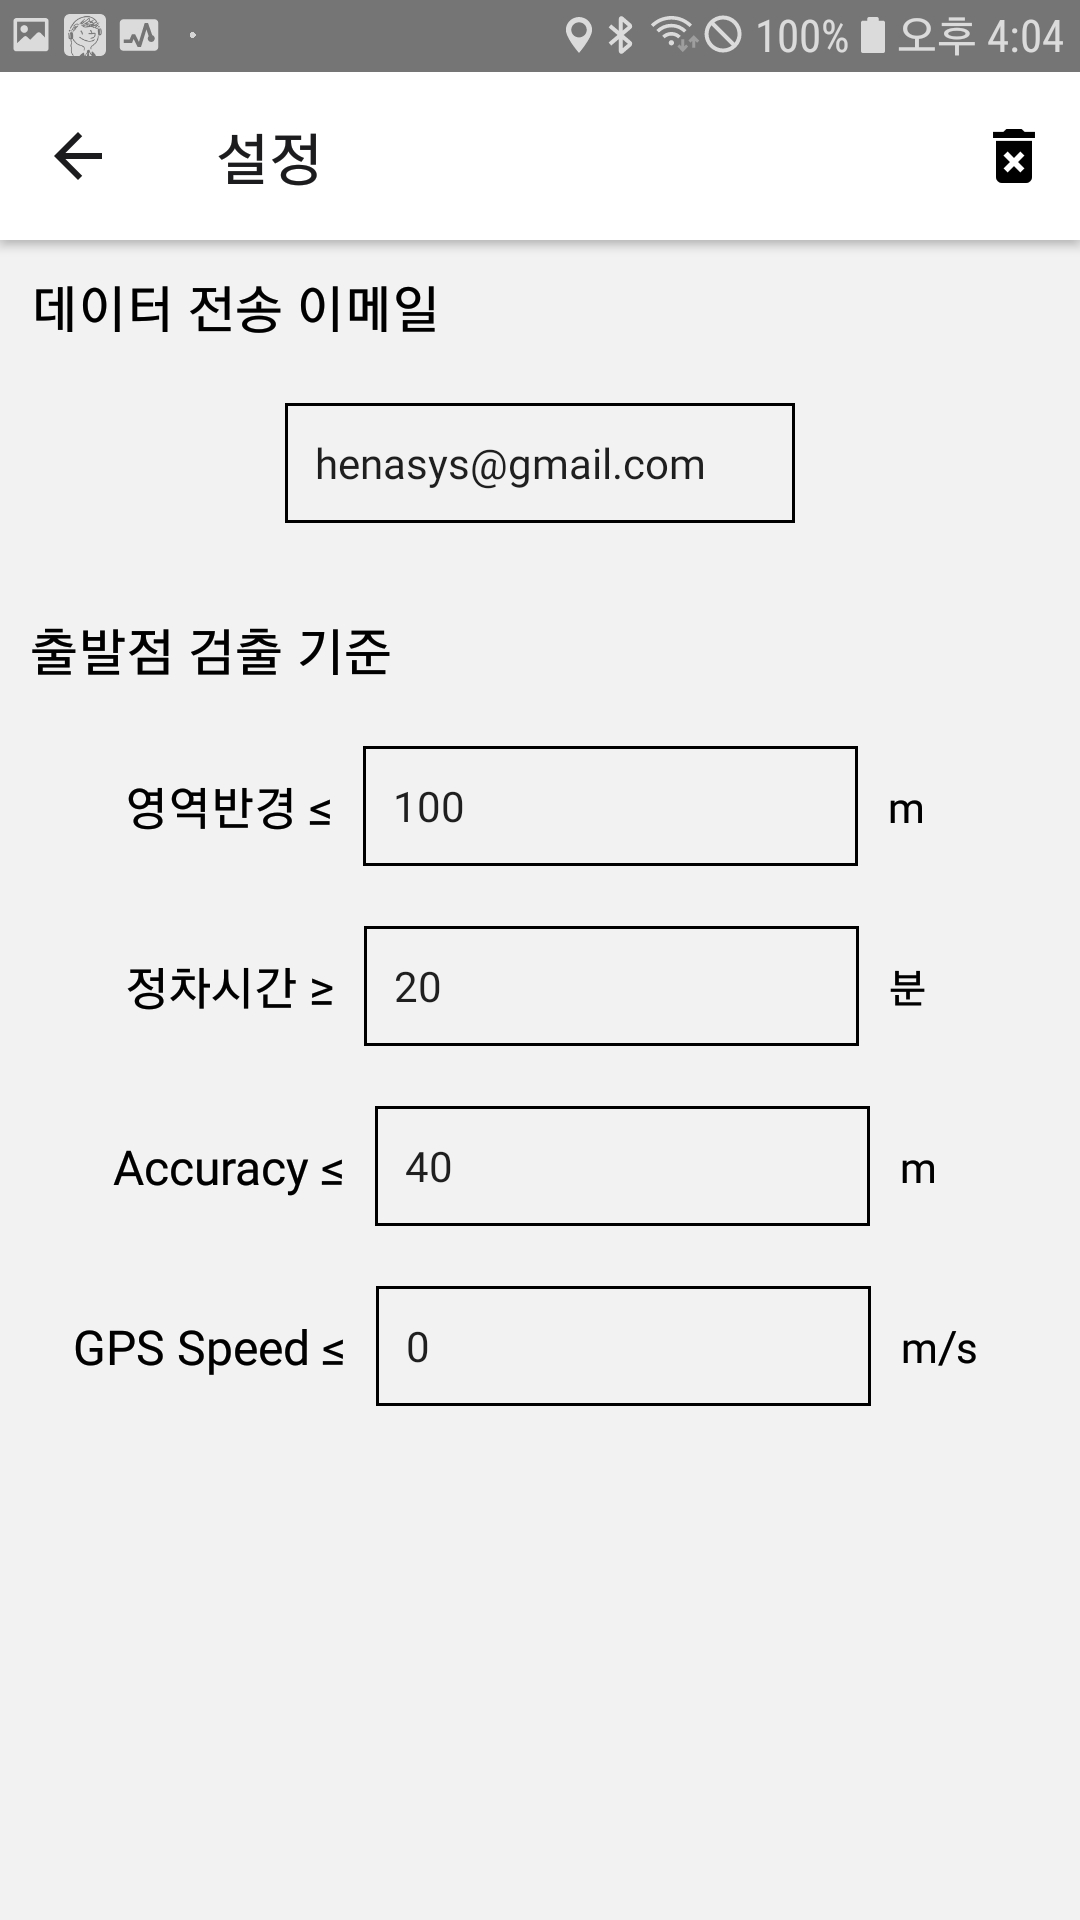 100% 오후 4:04
설정
데이터 전송 이메일
henasys@gmail.com
출발점 검출 기준
영역반경 ≤ 100 m
정차시간 ≥ 20 분
Accuracy ≤ 40 m
GPS Speed ≤ 0 m/s